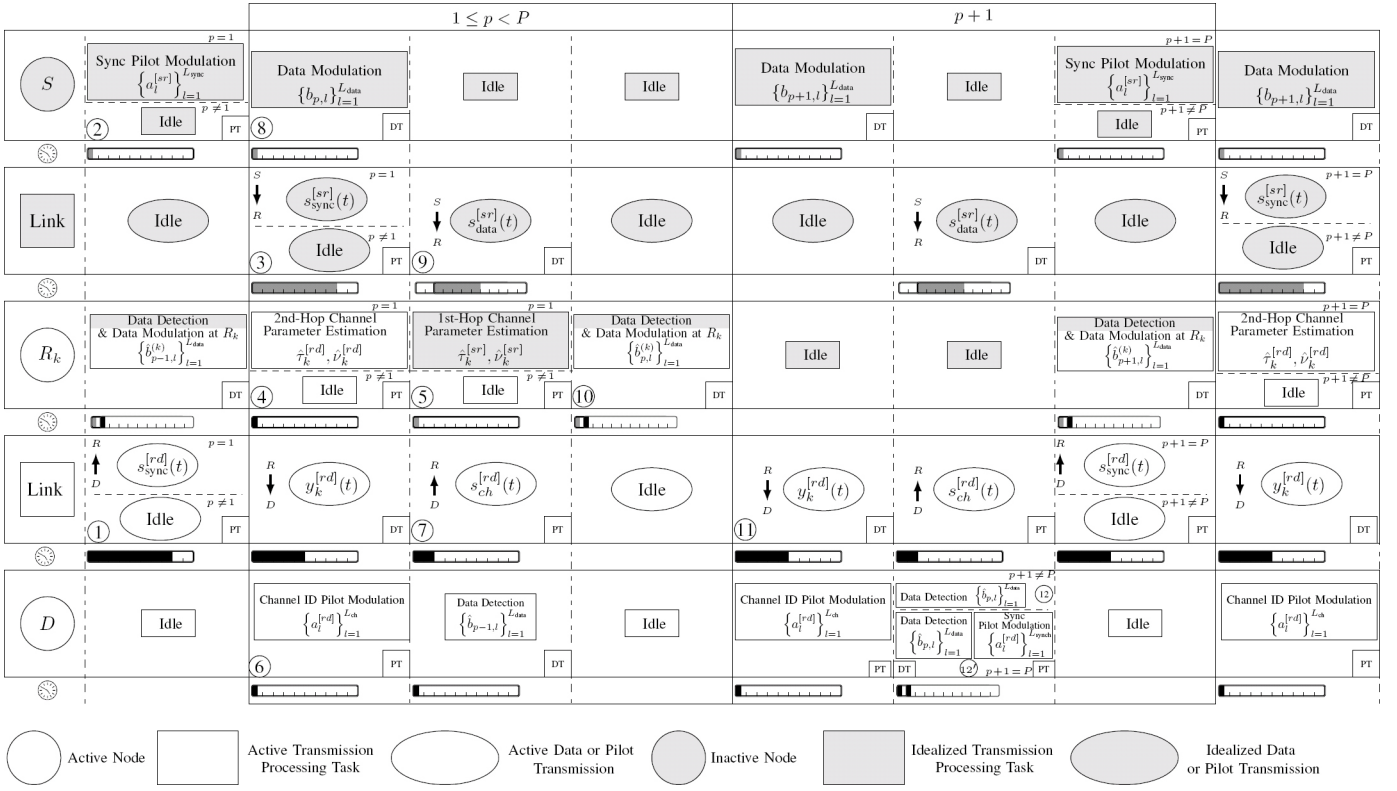 1 ≤ p < P
p + 1
S
p = 1
Sync Pilot Modulation
{a_l^{[sr]}}_{l=1}^{L_sync}
p ≠ 1
Idle
2
PT
Data Modulation
{b_{p,l}}_{l=1}^{L_data}
8
DT
Idle
Idle
Data Modulation
{b_{p+1,l}}_{l=1}^{L_data}
DT
Idle
p + 1 = P
Sync Pilot Modulation
{a_l^{[sr]}}_{l=1}^{L_sync}
p + 1 ≠ P
Idle
PT
Data Modulation
{b_{p+1,l}}_{l=1}^{L_data}
DT
Link
Idle
S
R
p = 1
s_sync^{[sr]}(t)
p ≠ 1
Idle
3
PT
S
R
s_data^{[sr]}(t)
9
DT
Idle
Idle
S
R
s_data^{[sr]}(t)
DT
Idle
S
R
p + 1 = P
s_sync^{[sr]}(t)
p + 1 ≠ P
Idle
PT
R_k
Data Detection
& Data Modulation at R_k
{b̂_{p−1,l}^{(k)}}_{l=1}^{L_data}
DT
p = 1
2nd-Hop Channel
Parameter Estimation
τ̂_k^{[rd]}, ν̂_k^{[rd]}
p ≠ 1
Idle
4
PT
p = 1
1st-Hop Channel
Parameter Estimation
τ̂_k^{[sr]}, ν̂_k^{[sr]}
p ≠ 1
Idle
5
PT
Data Detection
& Data Modulation at R_k
{b̂_{p,l}^{(k)}}_{l=1}^{L_data}
10
DT
Idle
Idle
Data Detection
& Data Modulation at R_k
{b̂_{p+1,l}^{(k)}}_{l=1}^{L_data}
DT
p + 1 = P
2nd-Hop Channel
Parameter Estimation
τ̂_k^{[rd]}, ν̂_k^{[rd]}
p + 1 ≠ P
Idle
PT
Link
R
D
p = 1
s_sync^{[rd]}(t)
p ≠ 1
Idle
1
PT
R
D
y_k^{[rd]}(t)
DT
R
D
s_ch^{[rd]}(t)
7
PT
Idle
R
D
y_k^{[rd]}(t)
11
DT
R
D
s_ch^{[rd]}(t)
PT
R
D
p + 1 = P
s_sync^{[rd]}(t)
p + 1 ≠ P
Idle
PT
R
D
y_k^{[rd]}(t)
DT
D
Idle
Channel ID Pilot Modulation
{a_l^{[rd]}}_{l=1}^{L_ch}
6
PT
Data Detection
{b̂_{p−1,l}}_{l=1}^{L_data}
DT
Idle
Channel ID Pilot Modulation
{a_l^{[rd]}}_{l=1}^{L_ch}
PT
p + 1 ≠ P
Data Detection {b̂_{p,l}}_{l=1}^{L_data}
12
Data Detection
{b̂_{p,l}}_{l=1}^{L_data}
DT
Sync
Pilot Modulation
{a_l^{[rd]}}_{l=1}^{L_synch}
12'
p + 1 = P
PT
Idle
Channel ID Pilot Modulation
{a_l^{[rd]}}_{l=1}^{L_ch}
PT
Active Node
Active Transmission
Processing Task
Active Data or Pilot
Transmission
Inactive Node
Idealized Transmission
Processing Task
Idealized Data
or Pilot Transmission